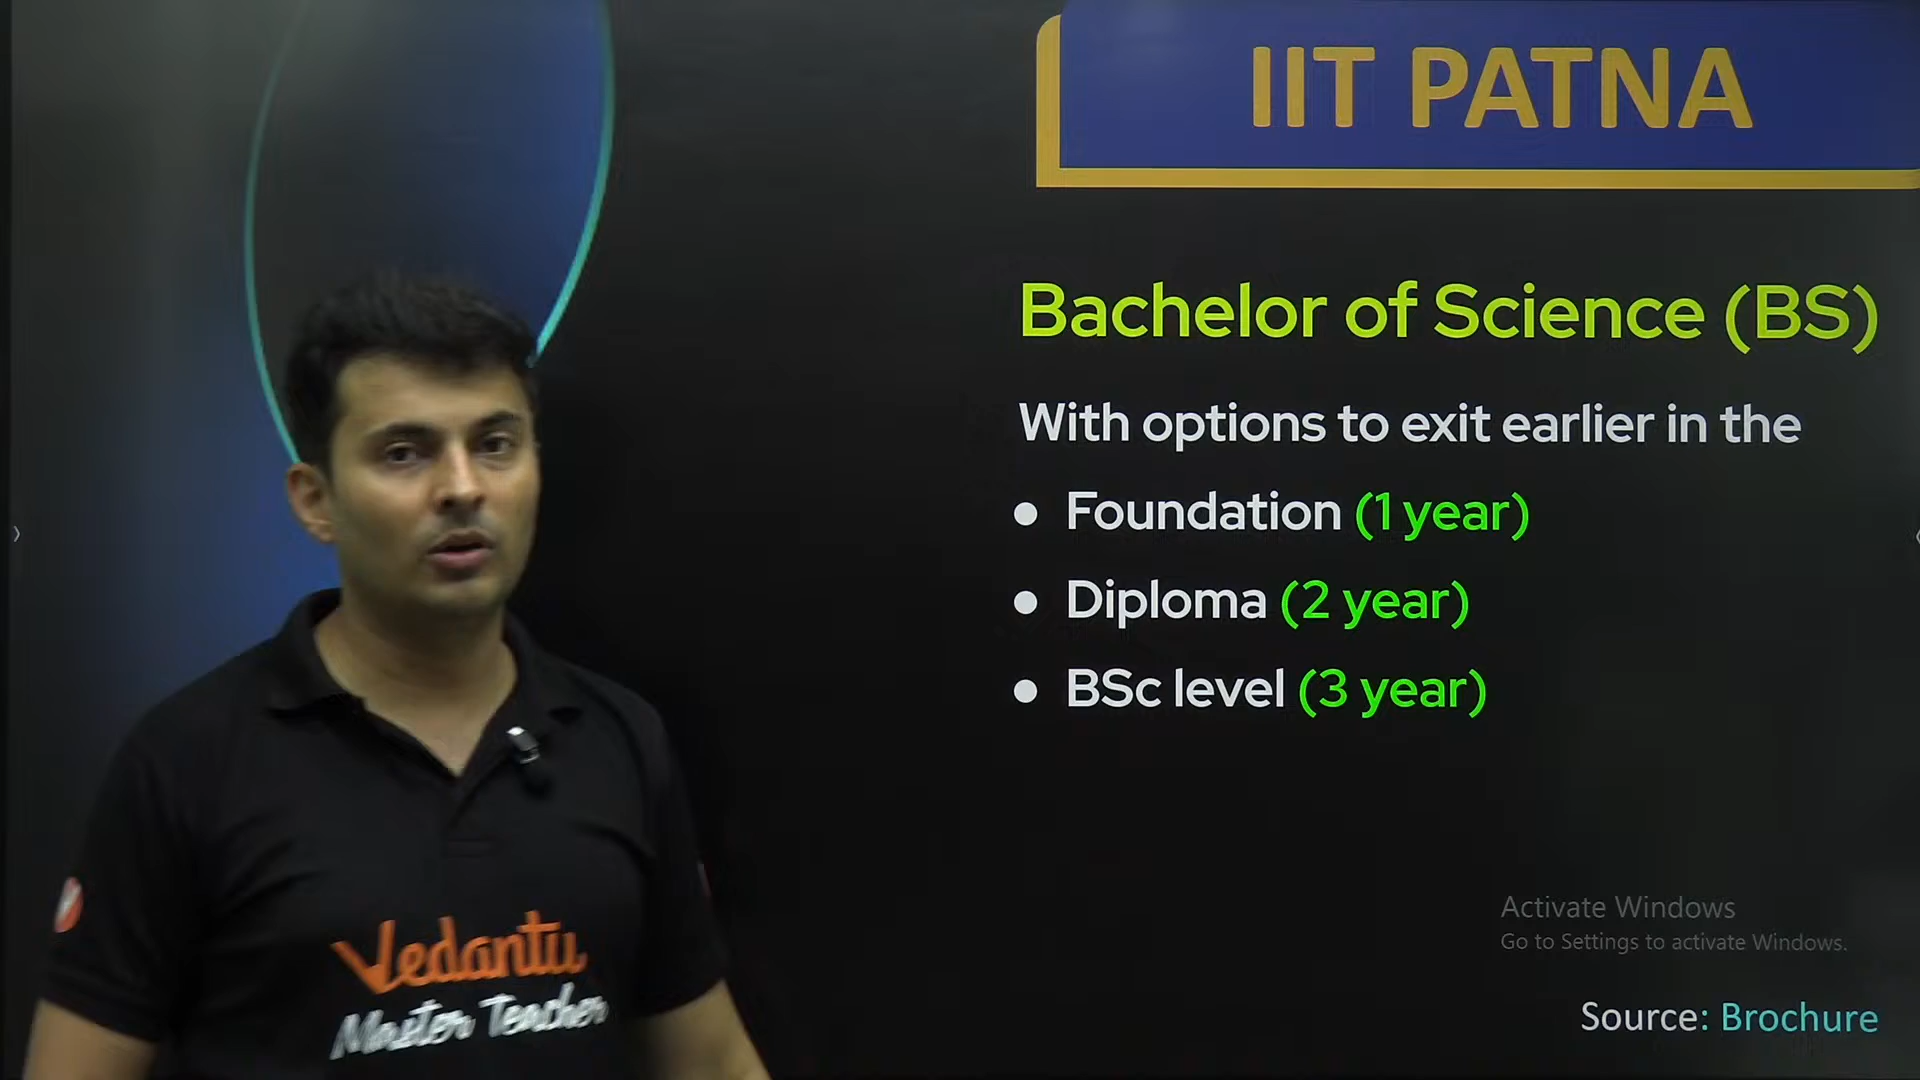 IIT PATNA
Bachelor of Science (BS)
With options to exit earlier in the
● Foundation (1 year)
● Diploma (2 year)
● BSc level (3 year)
Activate Windows
Go to Settings to activate Windows.
Source: Brochure
Vedantu
Master Teacher